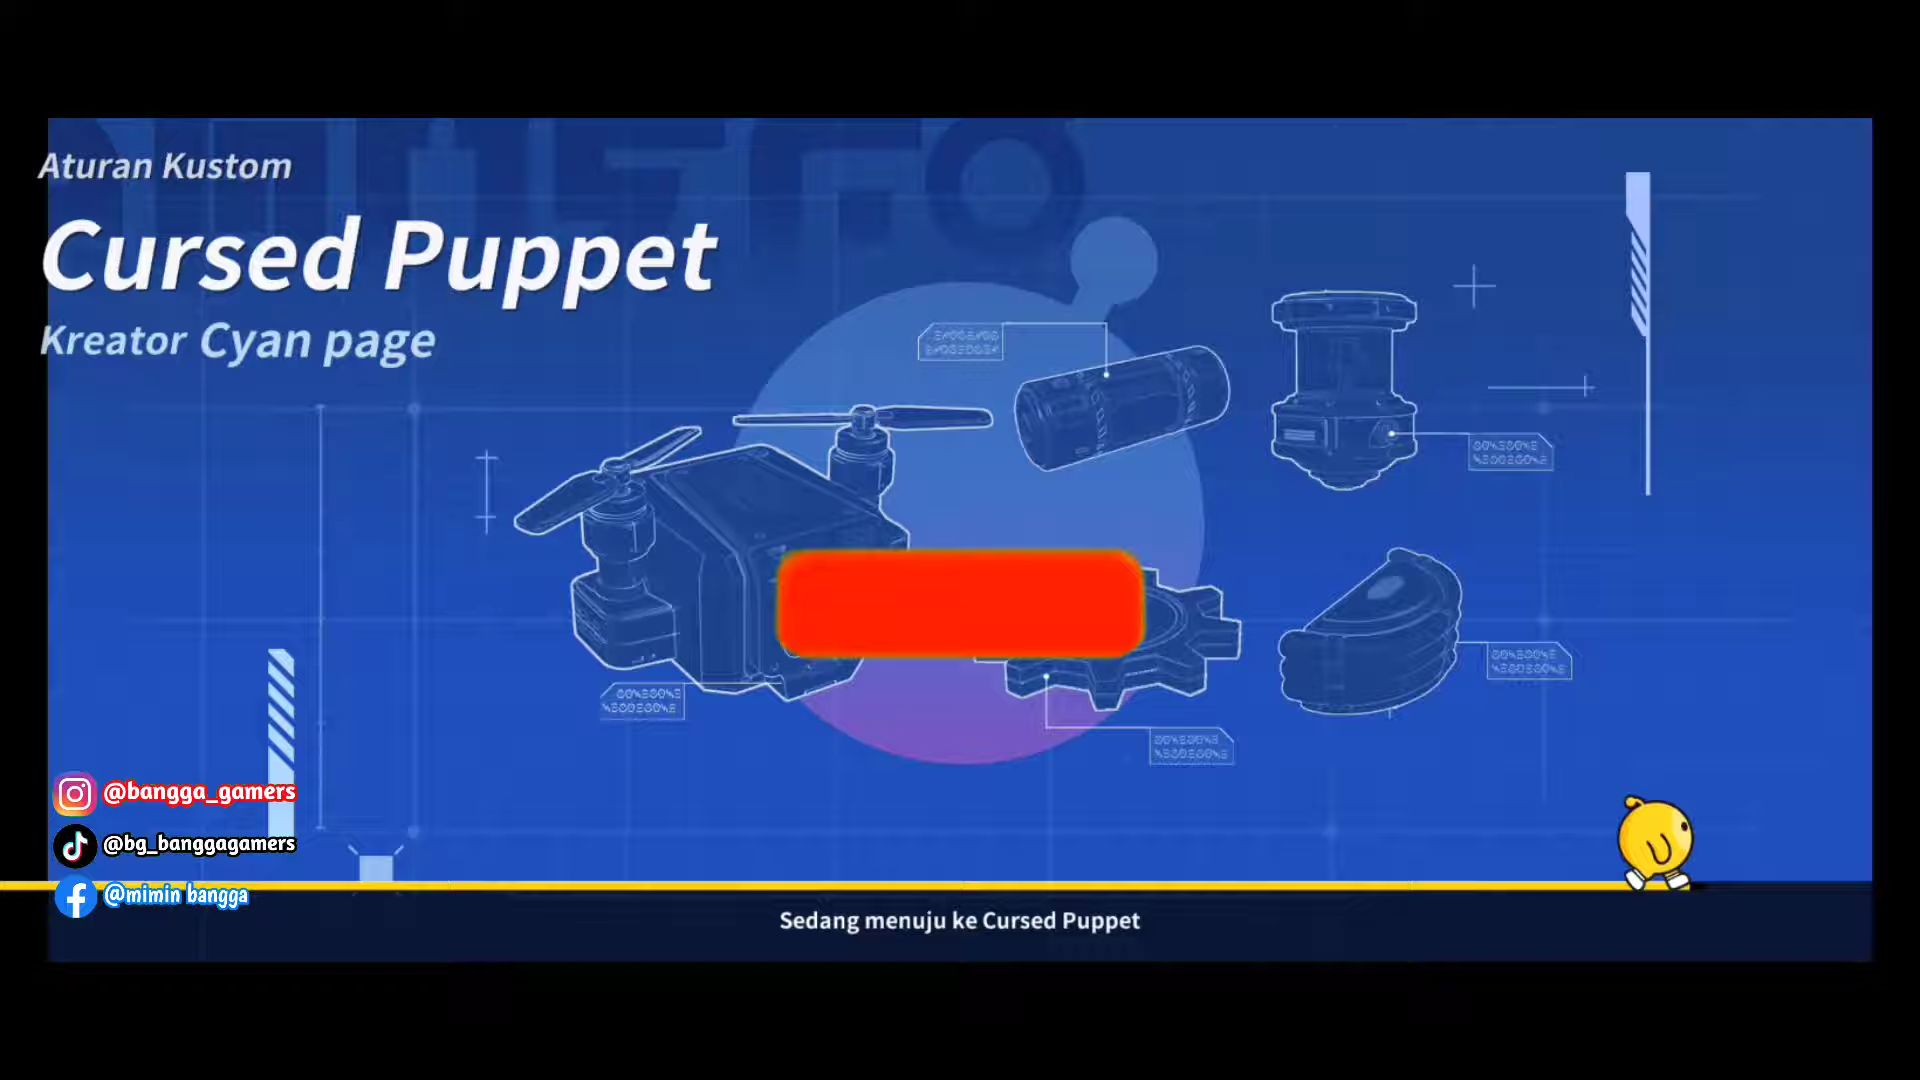 Aturan Kustom
Cursed Puppet
Kreator Cyan page
@bangga_gamers
@bg_banggagamers
@mimin bangga
Sedang menuju ke Cursed Puppet